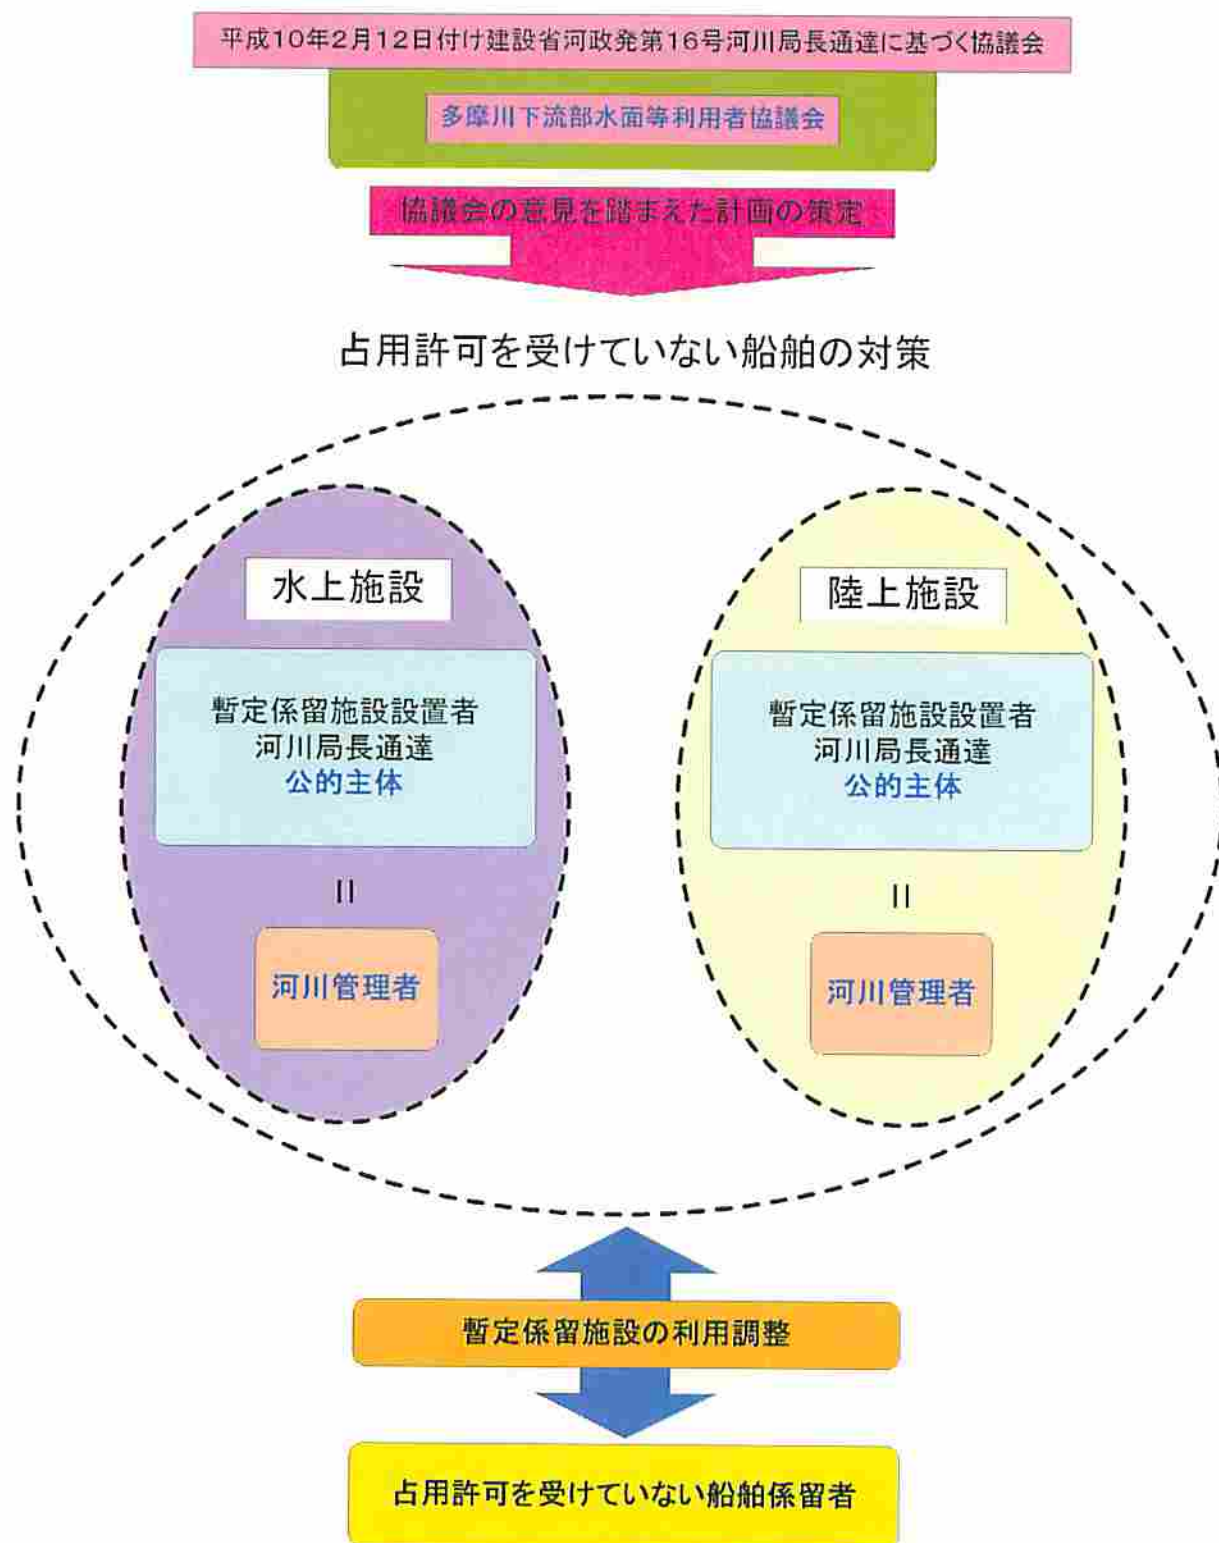 平成10年2月12日付け建設省河政発第16号河川局長通達に基づく協議会
多摩川下流部水面等利用者協議会
協議会の意見を踏まえた計画の策定
占用許可を受けていない船舶の対策
水上施設
暫定係留施設設置者
河川局長通達
公的主体
=
河川管理者
陸上施設
暫定係留施設設置者
河川局長通達
公的主体
=
河川管理者
暫定係留施設の利用調整
占用許可を受けていない船舶係留者